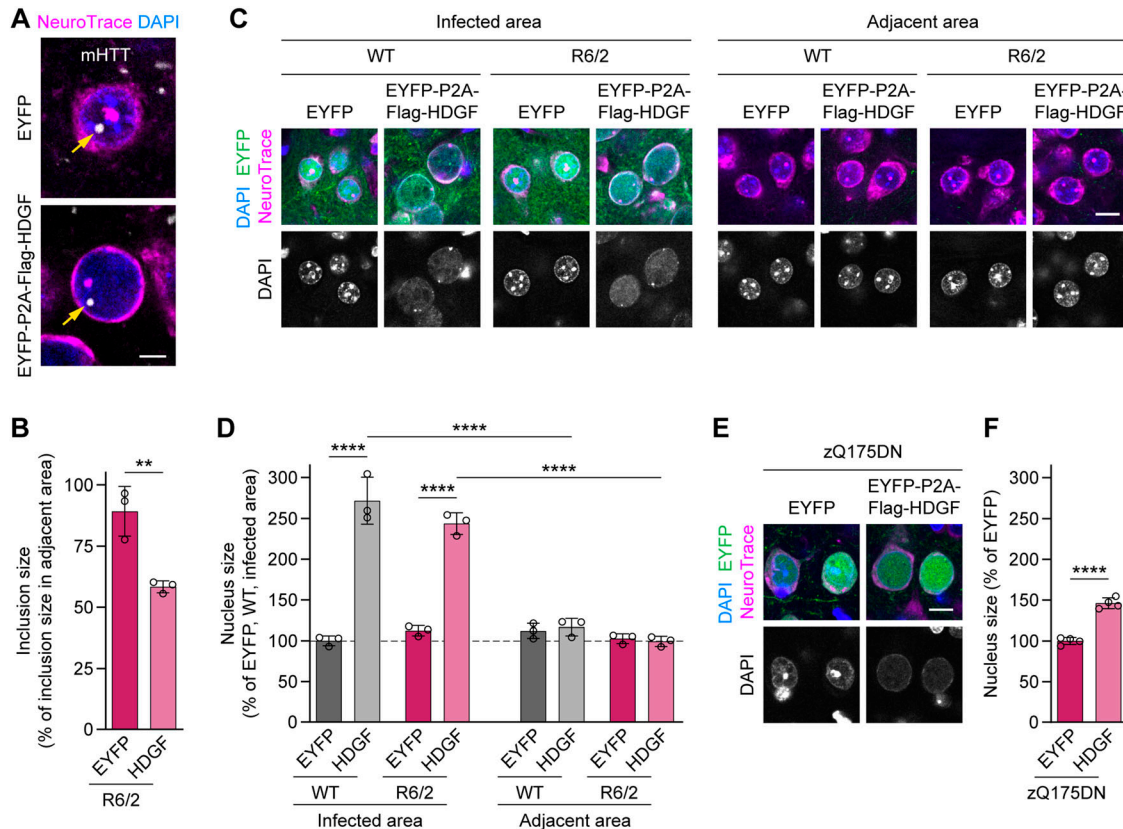 A
NeuroTrace DAPI
mHTT
EYFP
EYFP-P2A-Flag-HDGF
B
Inclusion size
(% of inclusion size in adjacent area)
100
75
50
25
0
**
EYFP
HDGF
R6/2
C
Infected area
Adjacent area
WT
R6/2
WT
R6/2
EYFP
EYFP-P2A-
Flag-HDGF
EYFP
EYFP-P2A-
Flag-HDGF
EYFP
EYFP-P2A-
Flag-HDGF
EYFP
EYFP-P2A-
Flag-HDGF
DAPI EYFP
NeuroTrace
DAPI
D
Nucleus size
(% of EYFP, WT, infected area)
300
250
200
150
100
50
0
****
****
****
****
EYFP
HDGF
EYFP
HDGF
EYFP
HDGF
EYFP
HDGF
WT
R6/2
WT
R6/2
Infected area
Adjacent area
E
zQ175DN
EYFP
EYFP-P2A-
Flag-HDGF
DAPI EYFP
NeuroTrace
DAPI
F
Nucleus size (% of EYFP)
300
250
200
150
100
50
0
****
EYFP
HDGF
zQ175DN